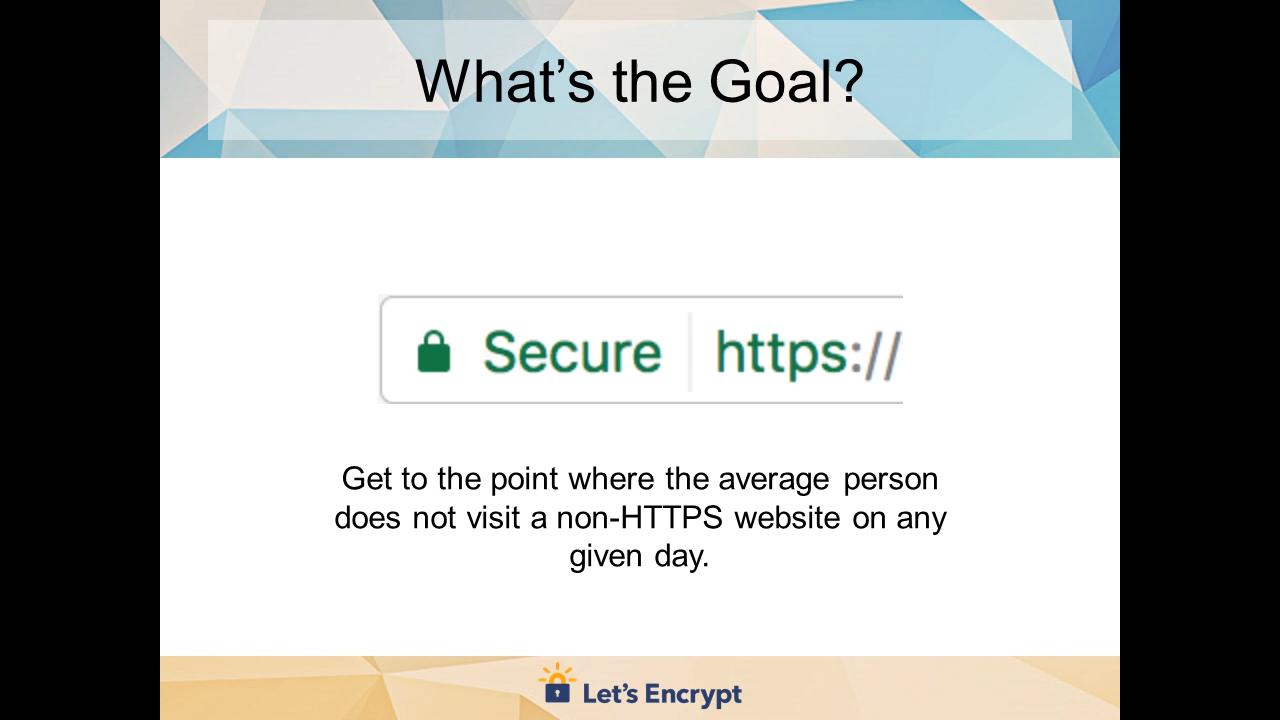 What’s the Goal?
Secure https://
Get to the point where the average person
does not visit a non-HTTPS website on any
given day.
Let’s Encrypt